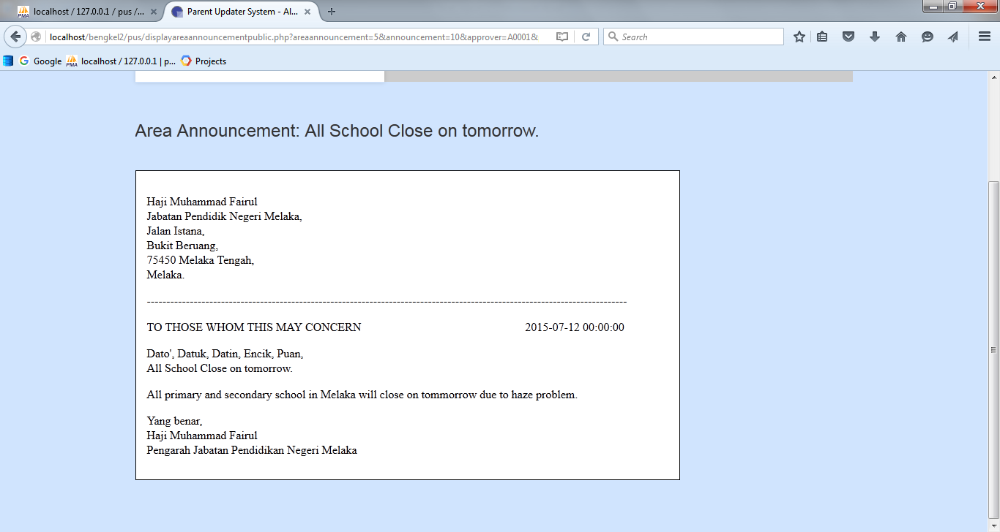 localhost / 127.0.0.1 / pus /...
Parent Updater System - Al...
localhost/bengkel2/pus/displayareaannouncementpublic.php?areaannouncement=5&announcement=10&approver=A0001&
Search
Google
localhost / 127.0.0.1 | p...
Projects
Area Announcement: All School Close on tomorrow.
Haji Muhammad Fairul
Jabatan Pendidik Negeri Melaka,
Jalan Istana,
Bukit Beruang,
75450 Melaka Tengah,
Melaka.
-----------------------------------------------------------------------------------------------------------------------------
TO THOSE WHOM THIS MAY CONCERN 2015-07-12 00:00:00
Dato', Datuk, Datin, Encik, Puan,
All School Close on tomorrow.
All primary and secondary school in Melaka will close on tommorrow due to haze problem.
Yang benar,
Haji Muhammad Fairul
Pengarah Jabatan Pendidikan Negeri Melaka